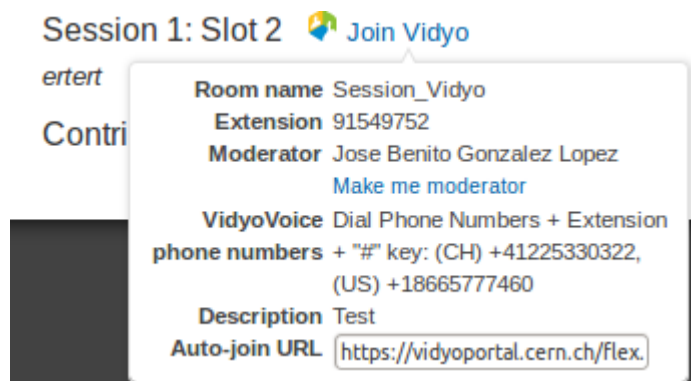 Session 1: Slot 2 Join Vidyo
ertert
Contri
Room name Session_Vidyo
Extension 91549752
Moderator Jose Benito Gonzalez Lopez
Make me moderator
VidyoVoice Dial Phone Numbers + Extension
phone numbers + "#" key: (CH) +41225330322,
(US) +18665777460
Description Test
Auto-join URL https://vidyoportal.cern.ch/flex.